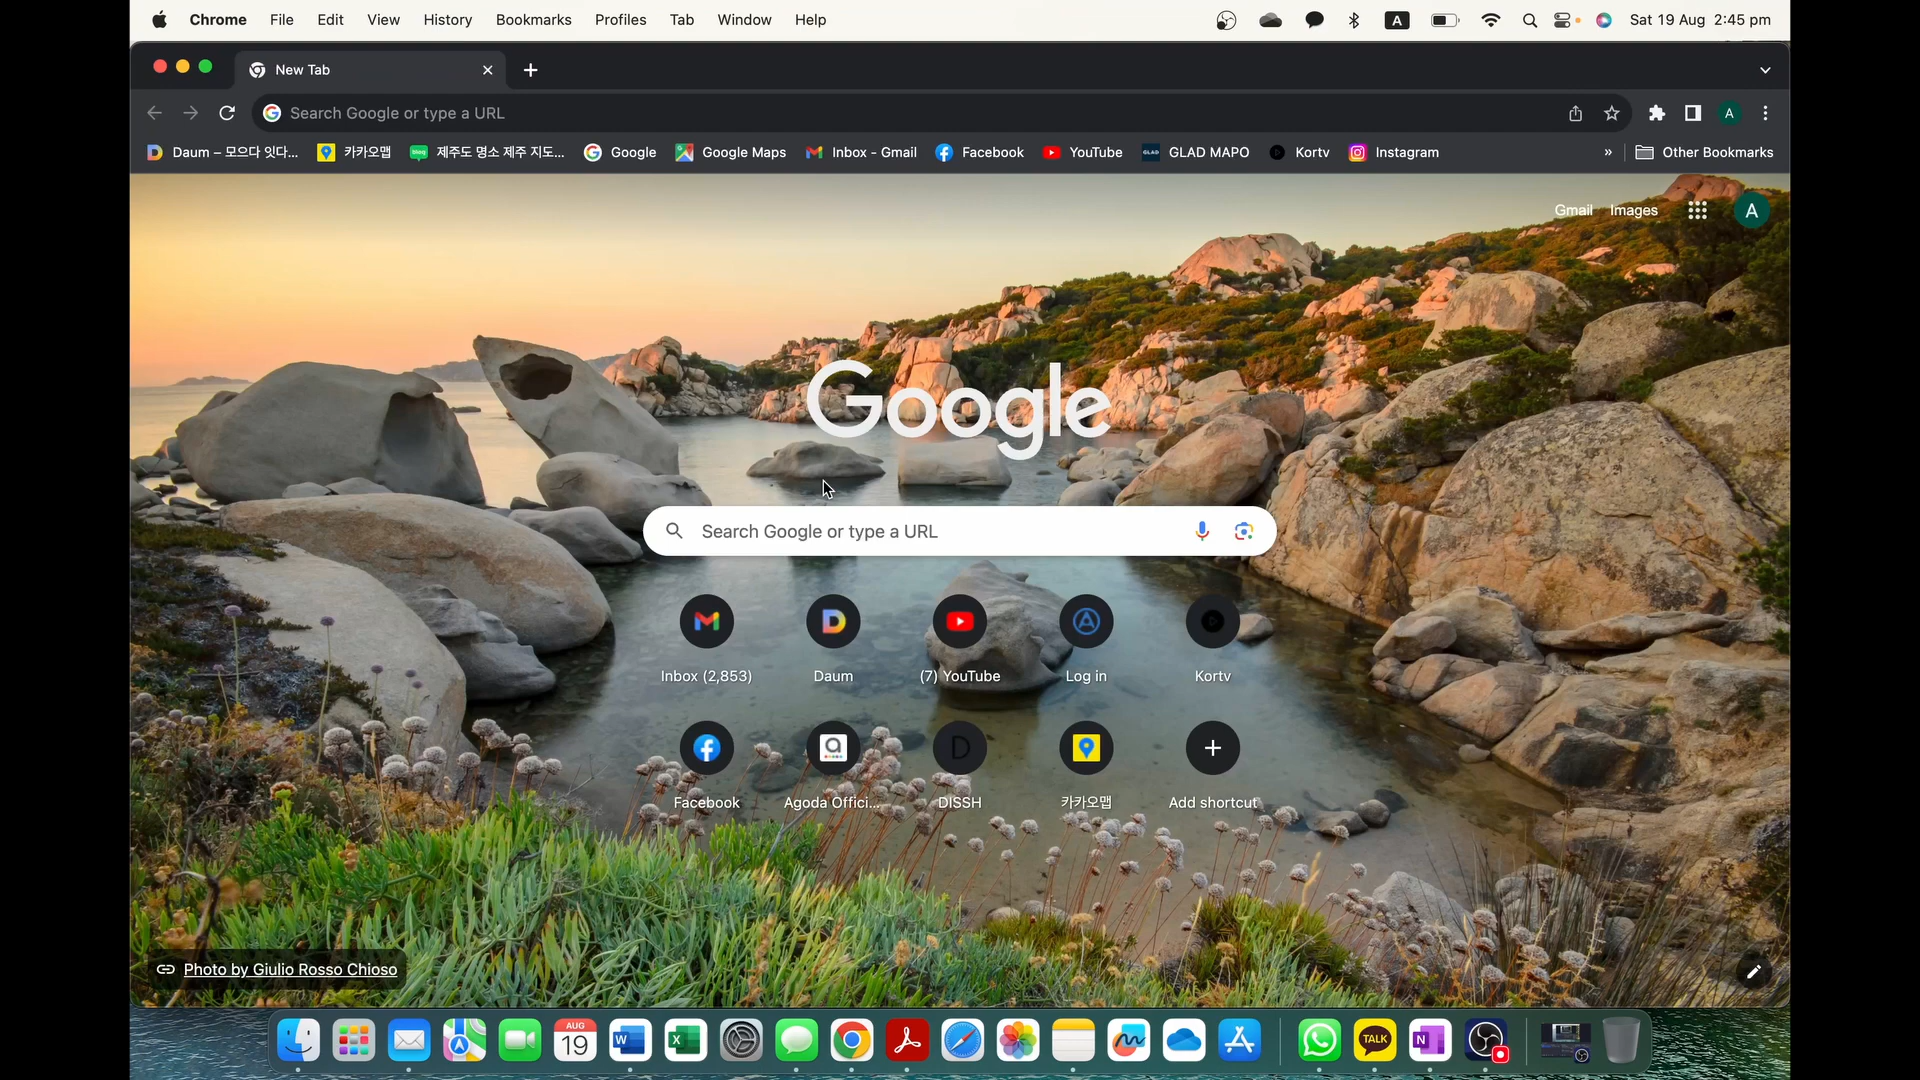 Chrome File Edit View History Bookmarks Profiles Tab Window Help A Sat 19 Aug 2:45 pm
New Tab
Search Google or type a URL A
Daum – 모으다 잇다... 카카오맵 제주도 명소 제주 지도... Google Google Maps Inbox - Gmail Facebook YouTube GLAD MAPO Kortv Instagram » Other Bookmarks
Gmail Images A
Google
Search Google or type a URL
Inbox (2,853) Daum (7) YouTube Log in Kortv
D
Facebook Agoda Offici... DISSH 카카오맵 Add shortcut
Photo by Giulio Rosso Chioso
AUG
19
W X TALK N